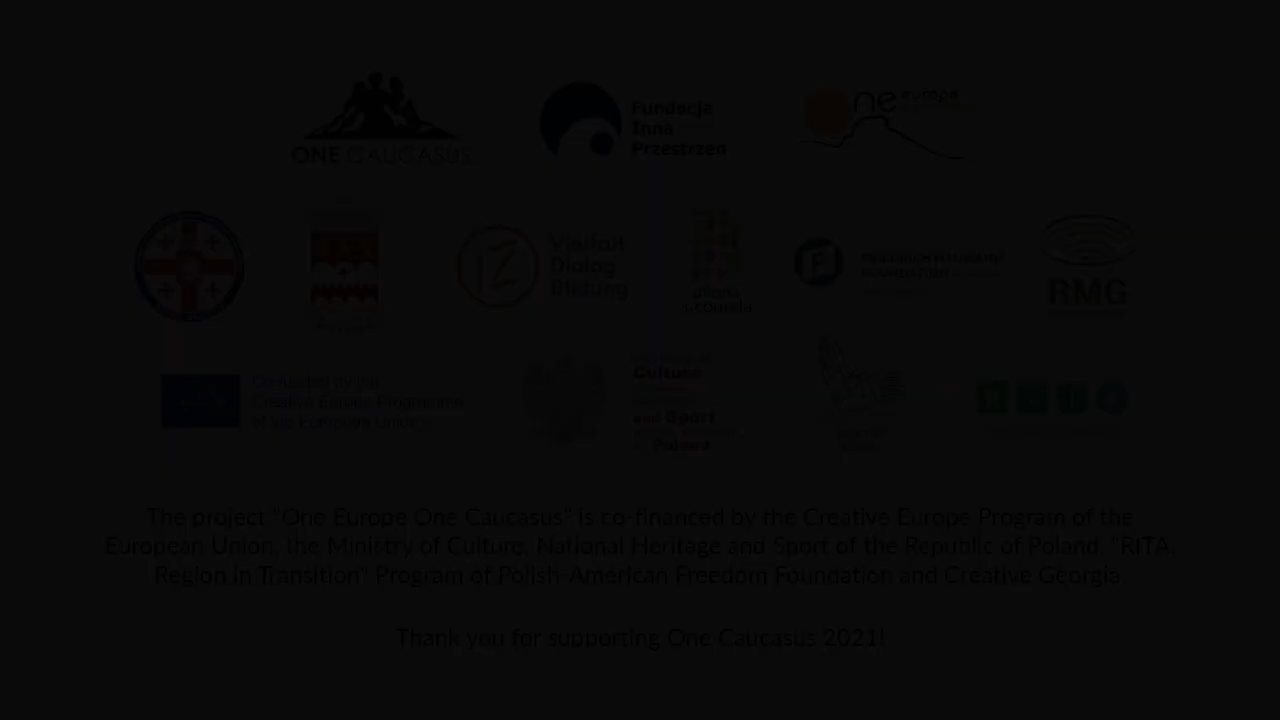 ONE CAUCASUS
Fundacja
Inna
Przestrzeń
one europe
Vielfalt
Dialog
Bildung
RMG
Co-funded by the
Creative Europe Programme
of the European Union
Culture
and Sport
Poland
The project "One Europe One Caucasus" is co-financed by the Creative Europe Program of the
European Union, the Ministry of Culture, National Heritage and Sport of the Republic of Poland, "RITA.
Region in Transition" Program of Polish-American Freedom Foundation and Creative Georgia
Thank you for supporting One Caucasus 2021!